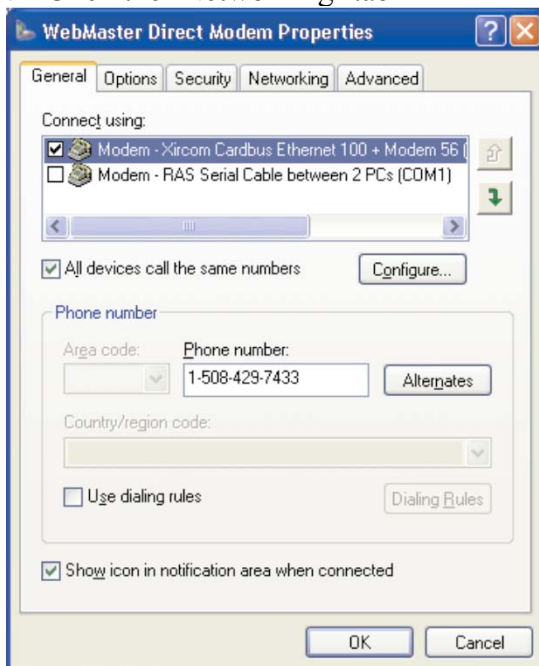 WebMaster Direct Modem Properties
General Options Security Networking Advanced
Connect using:
Modem - Xircom Cardbus Ethernet 100 + Modem 56 (
Modem - RAS Serial Cable between 2 PCs (COM1)
All devices call the same numbers Configure...
Phone number
Area code: Phone number:
1-508-429-7433 Alternates
Country/region code:
Use dialing rules Dialing Rules
Show icon in notification area when connected
OK Cancel